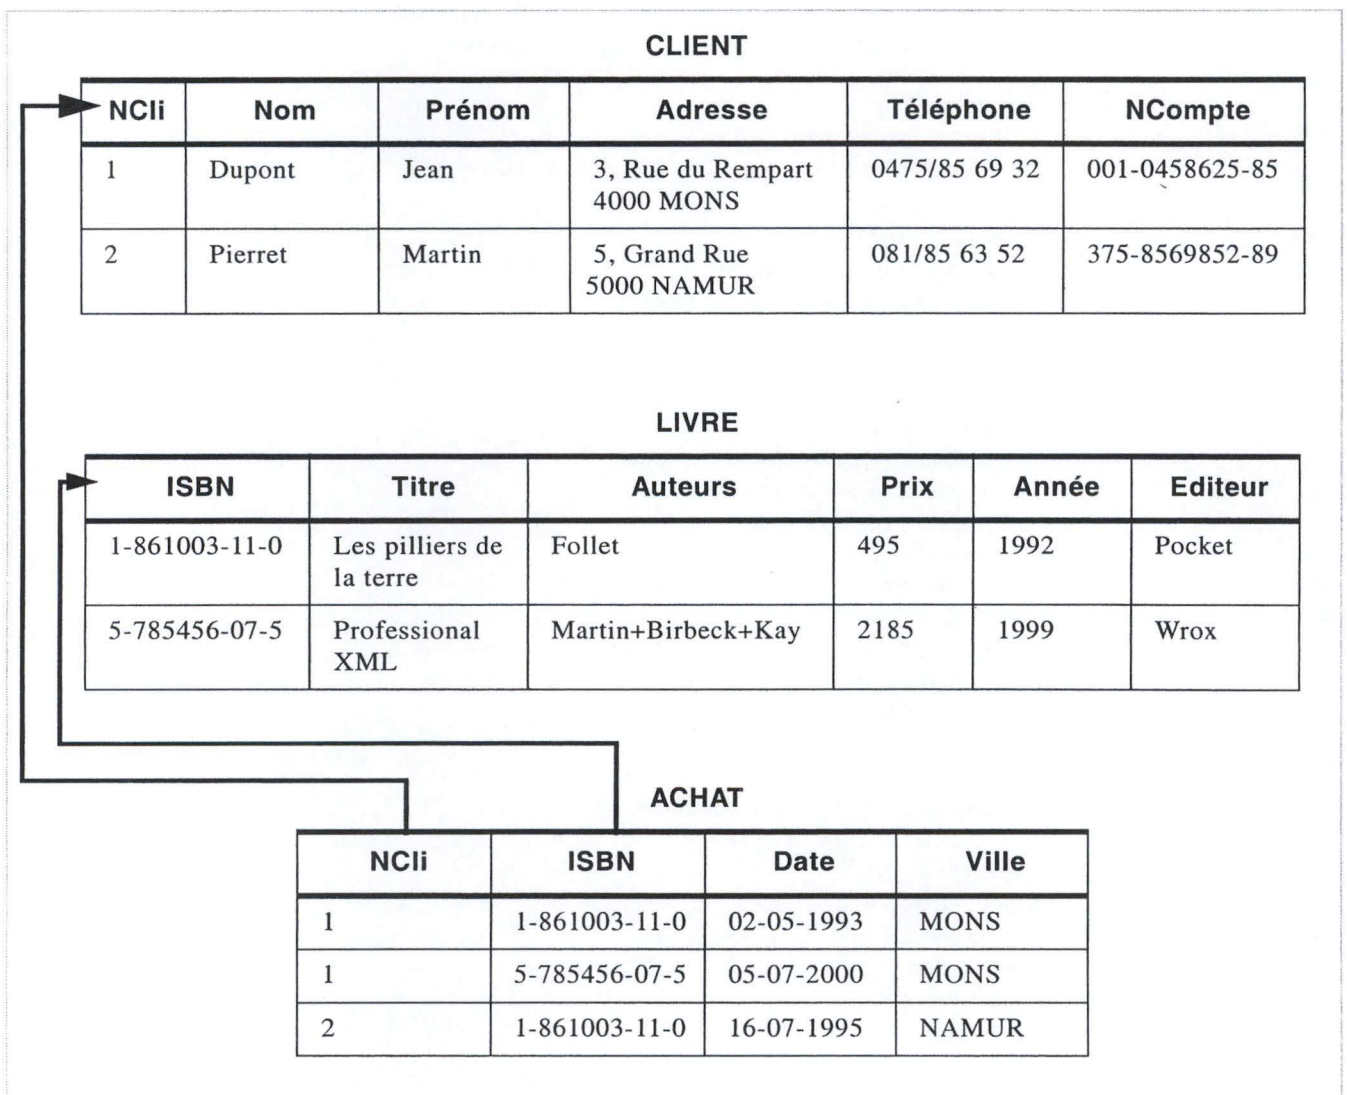 CLIENT
NCli Nom Prénom Adresse Téléphone NCompte
1 Dupont Jean 3, Rue du Rempart 0475/85 69 32 001-0458625-85
4000 MONS
2 Pierret Martin 5, Grand Rue 081/85 63 52 375-8569852-89
5000 NAMUR
LIVRE
ISBN Titre Auteurs Prix Année Editeur
1-861003-11-0 Les pilliers de Follet 495 1992 Pocket
la terre
5-785456-07-5 Professional Martin+Birbeck+Kay 2185 1999 Wrox
XML
ACHAT
NCli ISBN Date Ville
1 1-861003-11-0 02-05-1993 MONS
1 5-785456-07-5 05-07-2000 MONS
2 1-861003-11-0 16-07-1995 NAMUR